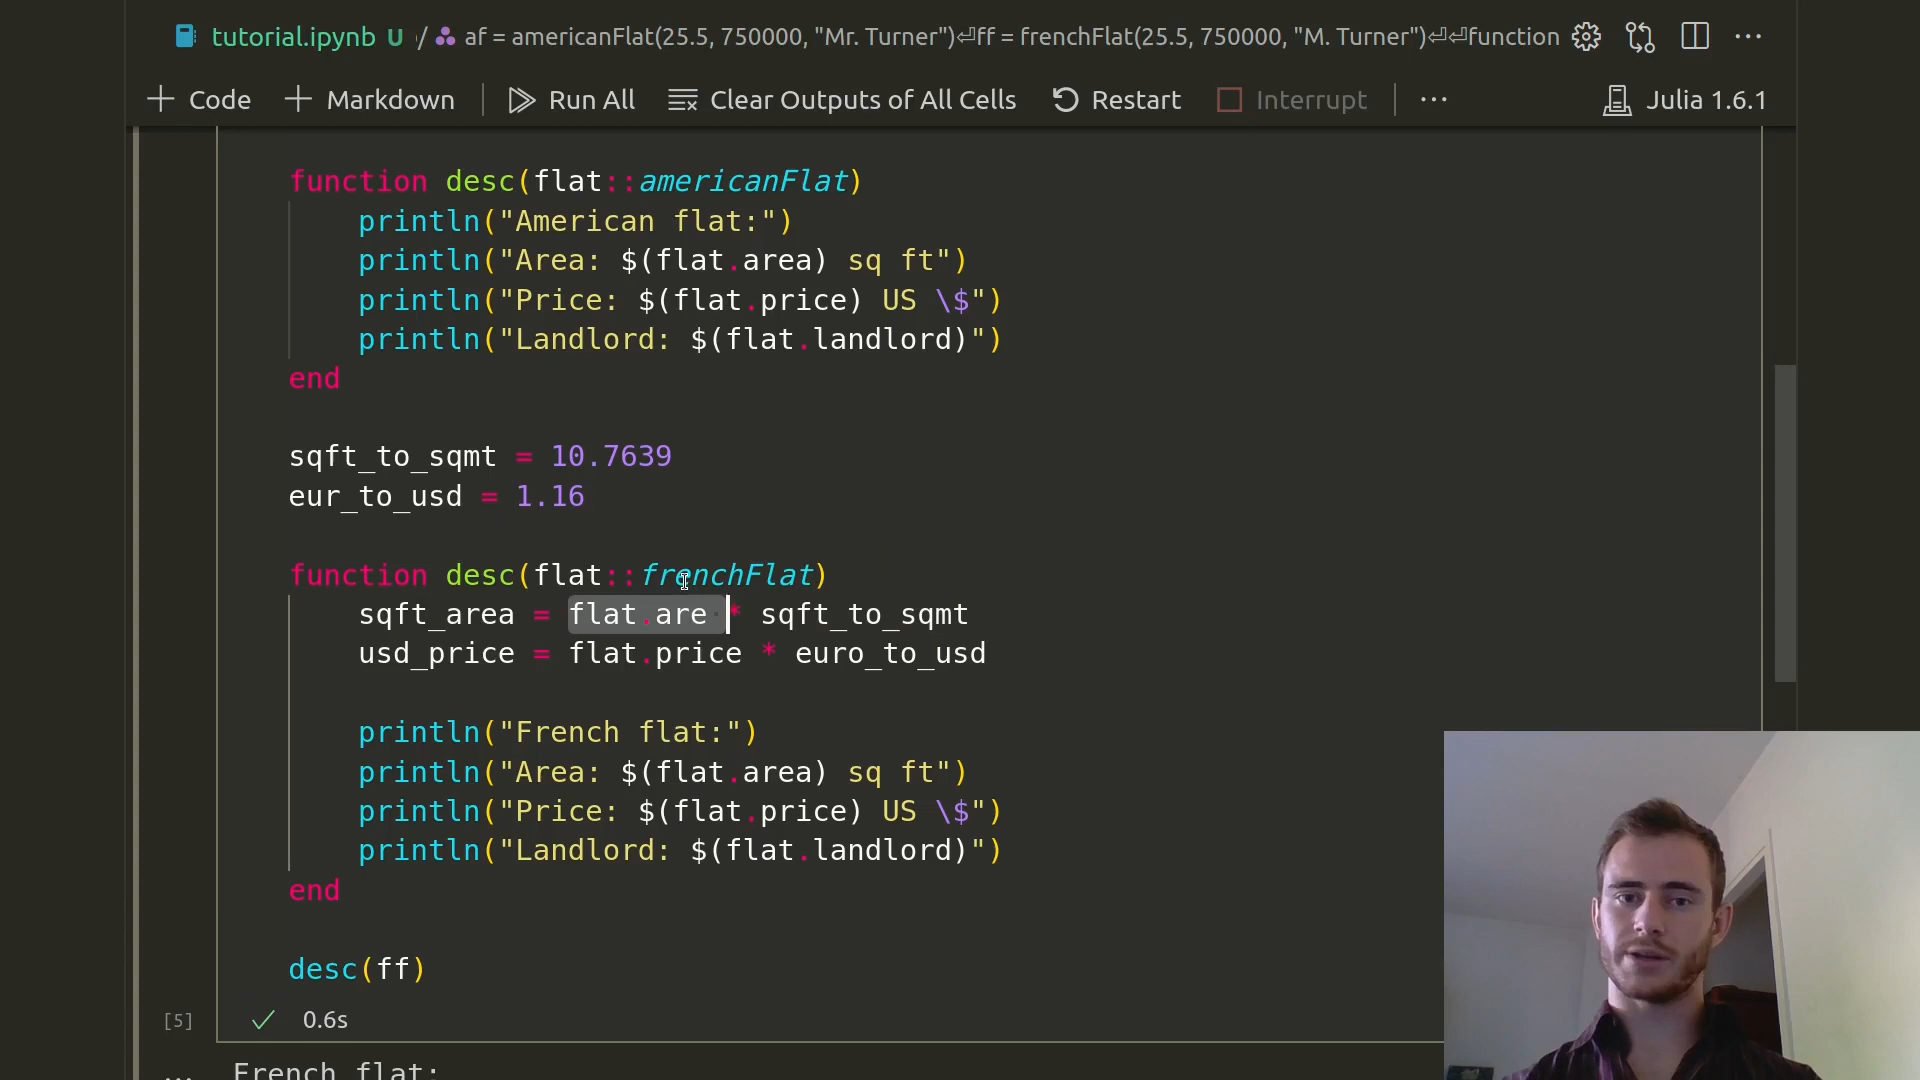 tutorial.ipynb U / af = americanFlat(25.5, 750000, "Mr. Turner")⏎ff = frenchFlat(25.5, 750000, "M. Turner")⏎⏎function ···
+ Code + Markdown Run All Clear Outputs of All Cells Restart Interrupt ··· Julia 1.6.1
function desc(flat::americanFlat)
println("American flat:")
println("Area: $(flat.area) sq ft")
println("Price: $(flat.price) US \$")
println("Landlord: $(flat.landlord)")
end
sqft_to_sqmt = 10.7639
eur_to_usd = 1.16
function desc(flat::frenchFlat)
sqft_area = flat.are * sqft_to_sqmt
usd_price = flat.price * euro_to_usd
println("French flat:")
println("Area: $(flat.area) sq ft")
println("Price: $(flat.price) US \$")
println("Landlord: $(flat.landlord)")
end
desc(ff)
[5] ✓ 0.6s
··· French flat: